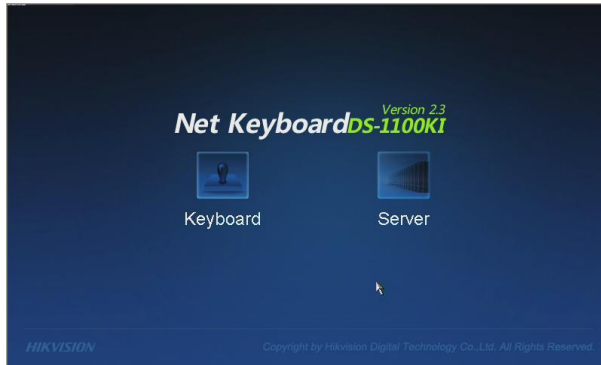 Version 2.3
Net KeyboardDS-1100KI
Keyboard Server
HIKVISION Copyright by Hikvision Digital Technology Co.,Ltd. All Rights Reserved.